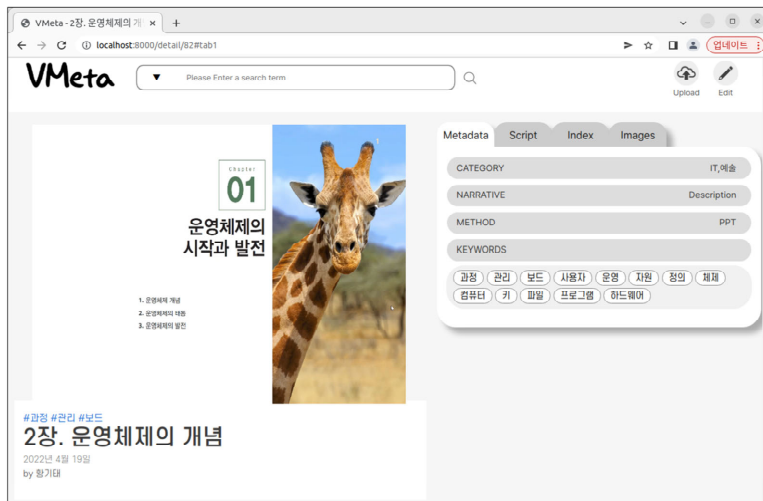 VMeta - 2장. 운영체제의 개
localhost:8000/detail/82#tab1
업데이트
VMeta
Please Enter a search term
Upload
Edit
Chapter
01
운영체제의
시작과 발전
1. 운영체제 개념
2. 운영체제의 태동
3. 운영체제의 발전
Metadata Script Index Images
CATEGORY IT,예술
NARRATIVE Description
METHOD PPT
KEYWORDS
과정 관리 보드 사용자 운영 자원 정의 체제
컴퓨터 키 파일 프로그램 하드웨어
#과정 #관리 #보드
2장. 운영체제의 개념
2022년 4월 19일
by 황기태